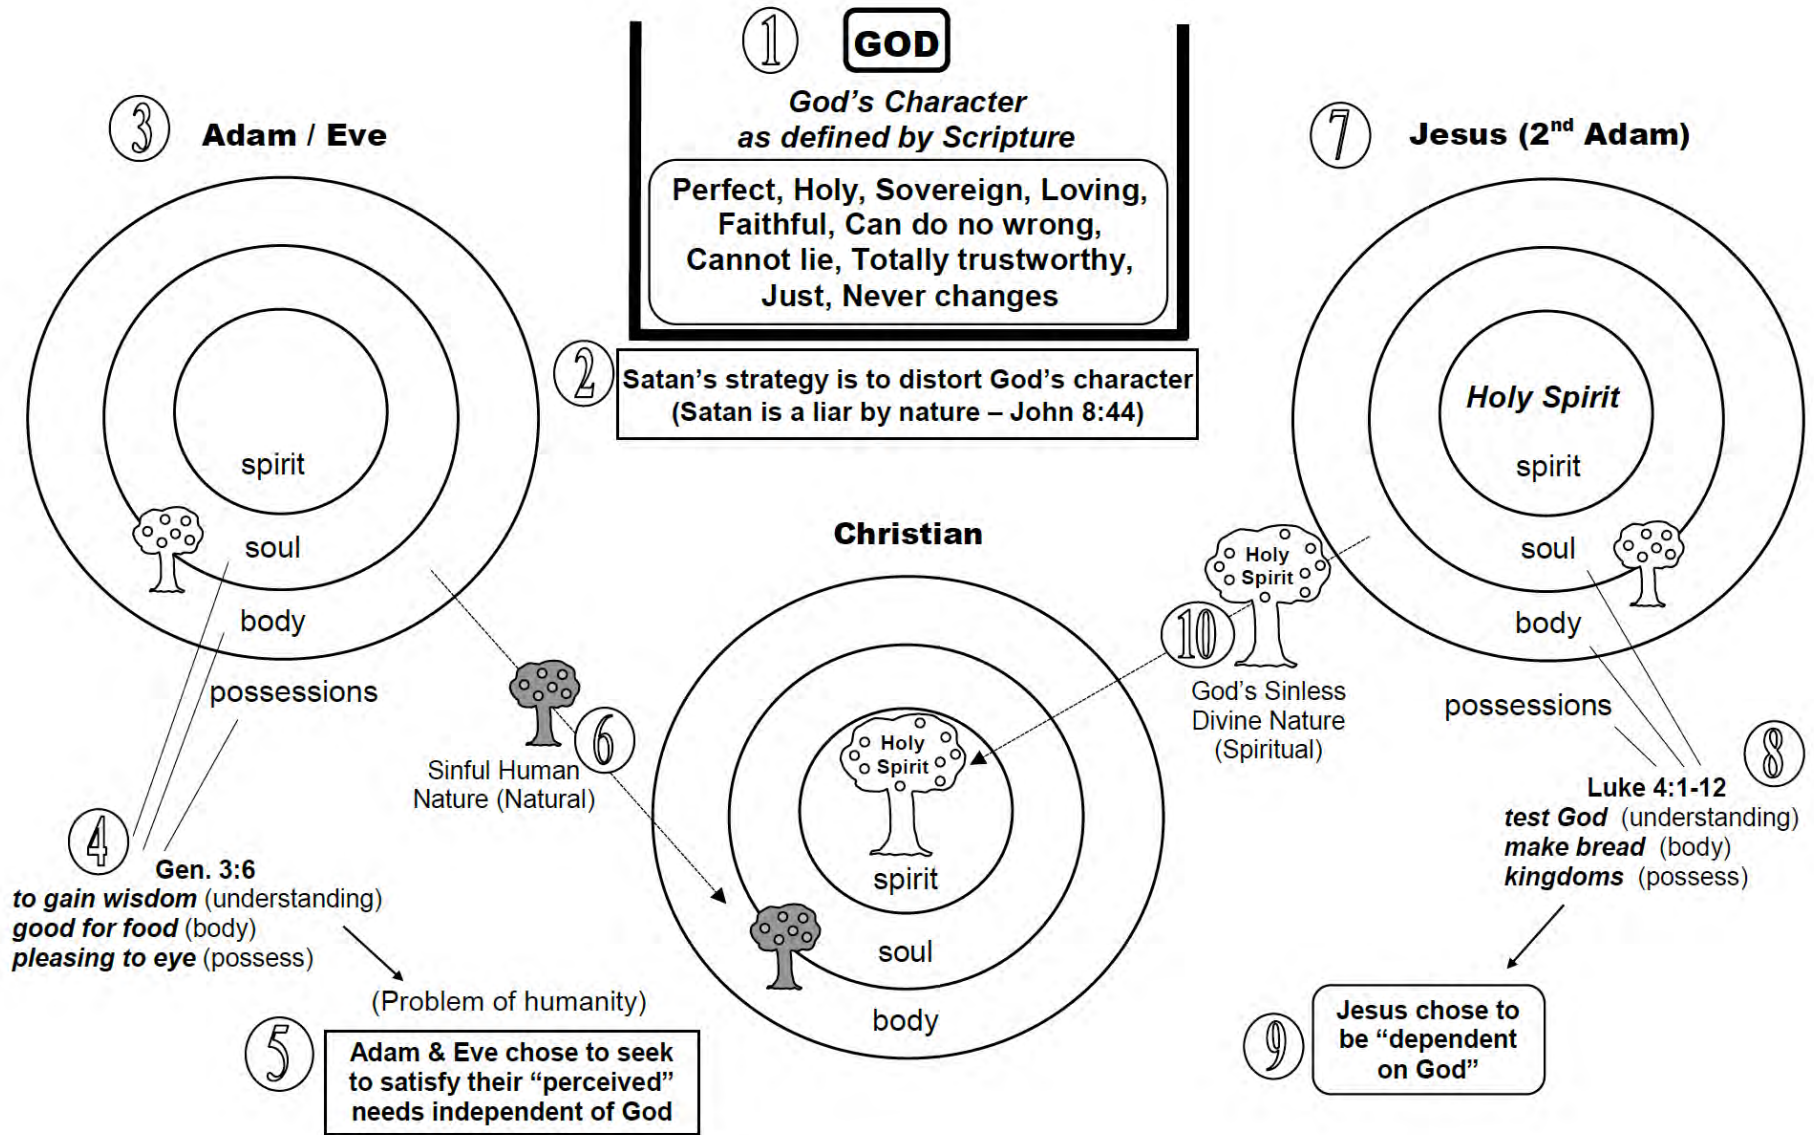 1
GOD
God's Character
as defined by Scripture
Perfect, Holy, Sovereign, Loving,
Faithful, Can do no wrong,
Cannot lie, Totally trustworthy,
Just, Never changes
2
Satan's strategy is to distort God's character
(Satan is a liar by nature – John 8:44)
3
Adam / Eve
spirit
soul
body
possessions
4
Gen. 3:6
to gain wisdom (understanding)
good for food (body)
pleasing to eye (possess)
(Problem of humanity)
5
Adam & Eve chose to seek
to satisfy their “perceived”
needs independent of God
6
Sinful Human
Nature (Natural)
Christian
Holy
Spirit
spirit
soul
body
7
Jesus (2nd Adam)
Holy Spirit
spirit
soul
body
possessions
8
Luke 4:1-12
test God (understanding)
make bread (body)
kingdoms (possess)
9
Jesus chose to
be “dependent
on God”
10
Holy
Spirit
God's Sinless
Divine Nature
(Spiritual)